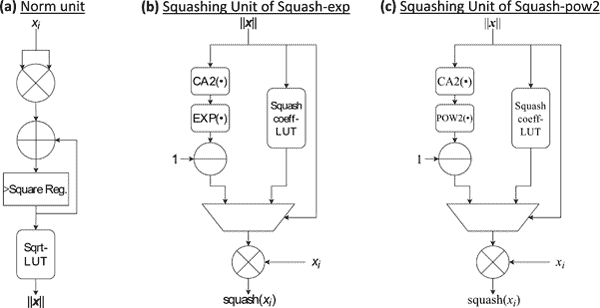 (a) Norm unit
xi
>Square Reg.
Sqrt-
LUT
||x||
(b) Squashing Unit of Squash-exp
||x||
CA2(•)
EXP(•)
1
Squash
coeff-
LUT
xi
squash(xi)
(c) Squashing Unit of Squash-pow2
||x||
CA2(•)
POW2(•)
1
Squash
coeff-
LUT
xi
squash(xi)